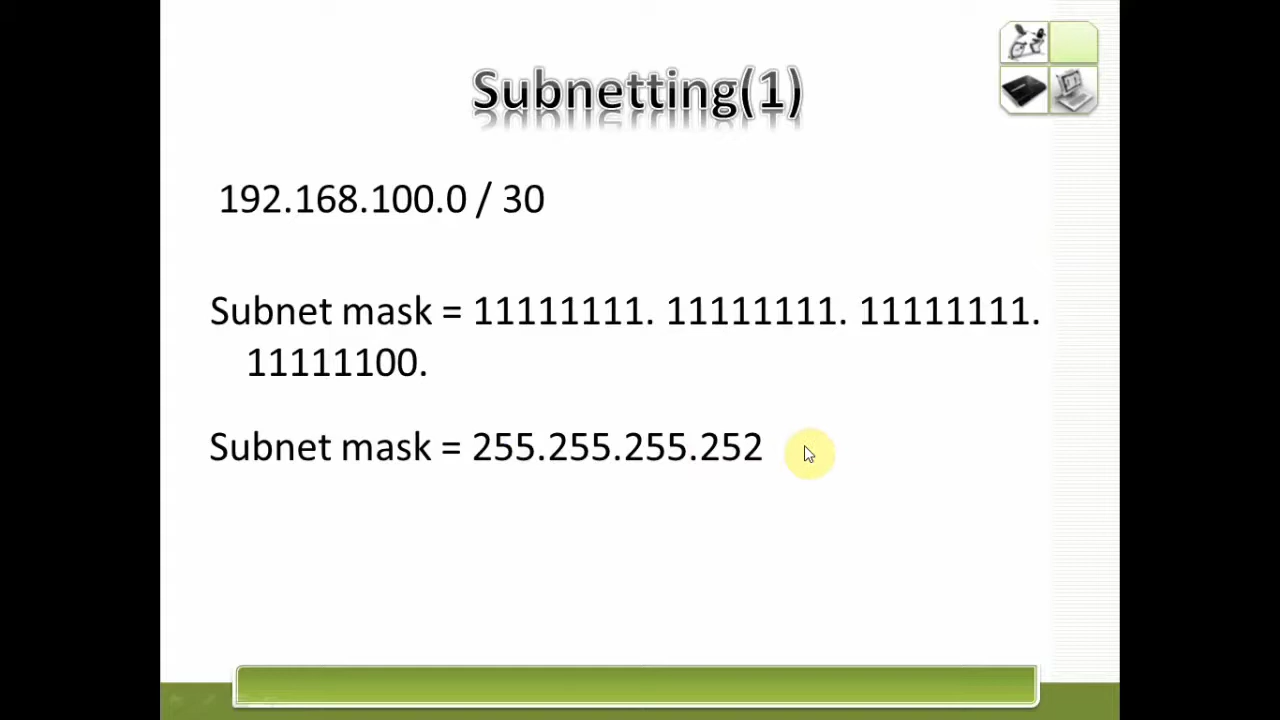 Subnetting(1)
192.168.100.0 / 30
Subnet mask = 11111111. 11111111. 11111111.
11111100.
Subnet mask = 255.255.255.252